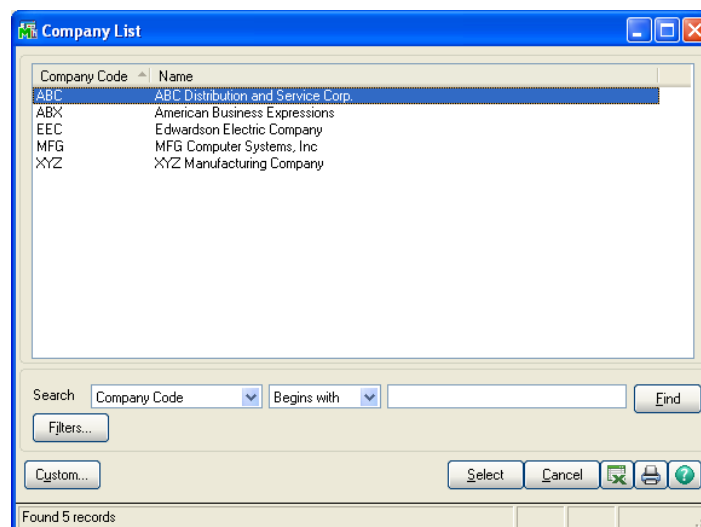 Company List
Company Code Name
ABC ABC Distribution and Service Corp.
ABX American Business Expressions
EEC Edwardson Electric Company
MFG MFG Computer Systems, Inc
XYZ XYZ Manufacturing Company
Search Company Code Begins with Find
Filters...
Custom... Select Cancel ?
Found 5 records